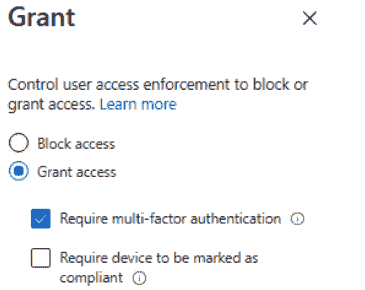 Grant
Control user access enforcement to block or
grant access. Learn more
Block access
Grant access
Require multi-factor authentication
Require device to be marked as
compliant